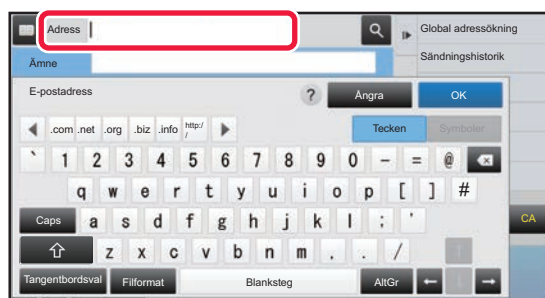 Adress
Global adressökning
Ämne
Sändningshistorik
E-postadress ? Ångra OK
.com .net .org .biz .info http:// Tecken Symboler
` 1 2 3 4 5 6 7 8 9 0 - = @
q w e r t y u i o p [ ] #
Caps a s d f g h j k l ; '
CA
z x c v b n m . . /
Tangentbordsval Filformat Blanksteg AltGr